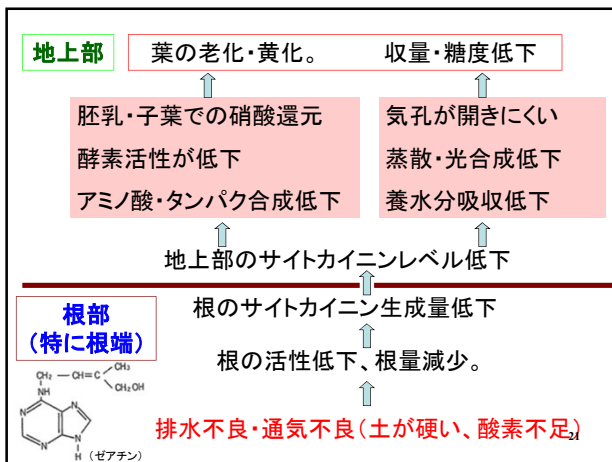 地上部
葉の老化・黄化。 収量・糖度低下
胚乳・子葉での硝酸還元
酵素活性が低下
アミノ酸・タンパク合成低下
気孔が開きにくい
蒸散・光合成低下
養水分吸収低下
地上部のサイトカイニンレベル低下
根部
(特に根端)
根のサイトカイニン生成量低下
根の活性低下、根量減少。
排水不良・通気不良(土が硬い、酸素不足)
21
CH₃
CH₂ — CH=C
CH₂OH
NH
N N
N N
H (ゼアチン)